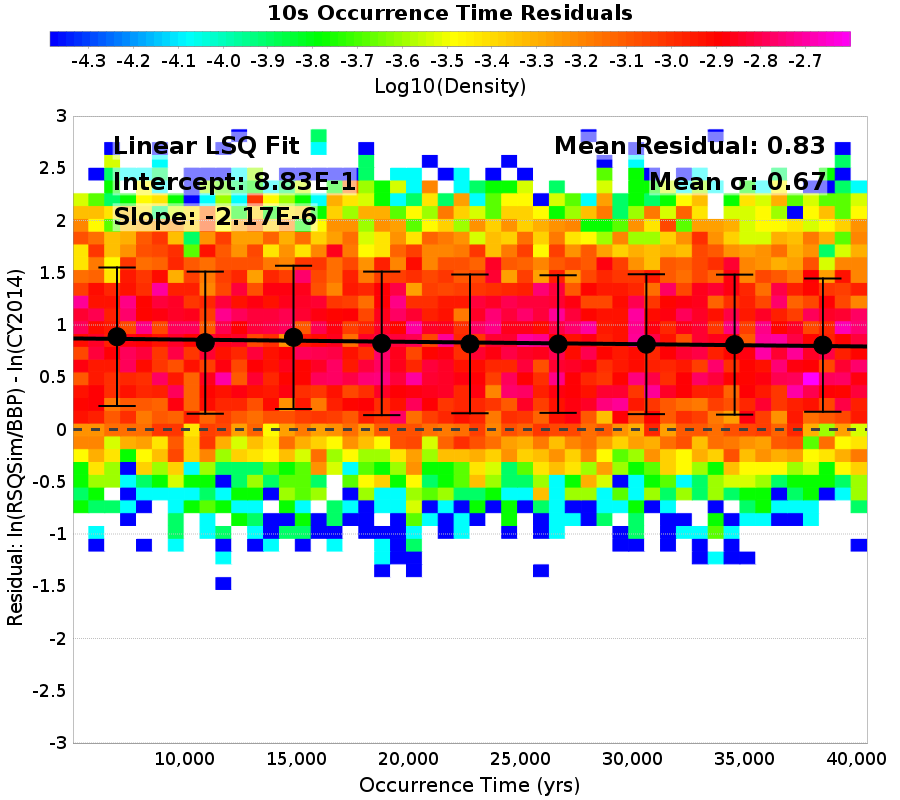 10s Occurrence Time Residuals
-4.3 -4.2 -4.1 -4.0 -3.9 -3.8 -3.7 -3.6 -3.5 -3.4 -3.3 -3.2 -3.1 -3.0 -2.9 -2.8 -2.7
Log10(Density)
Linear LSQ Fit
Intercept: 8.83E-1
Slope: -2.17E-6
Mean Residual: 0.83
Mean σ: 0.67
Residual: ln(RSQSim/BBP) - ln(CY2014)
3
2.5
2
1.5
1
0.5
0
-0.5
-1
-1.5
-2
-2.5
-3
10,000 15,000 20,000 25,000 30,000 35,000 40,000
Occurrence Time (yrs)